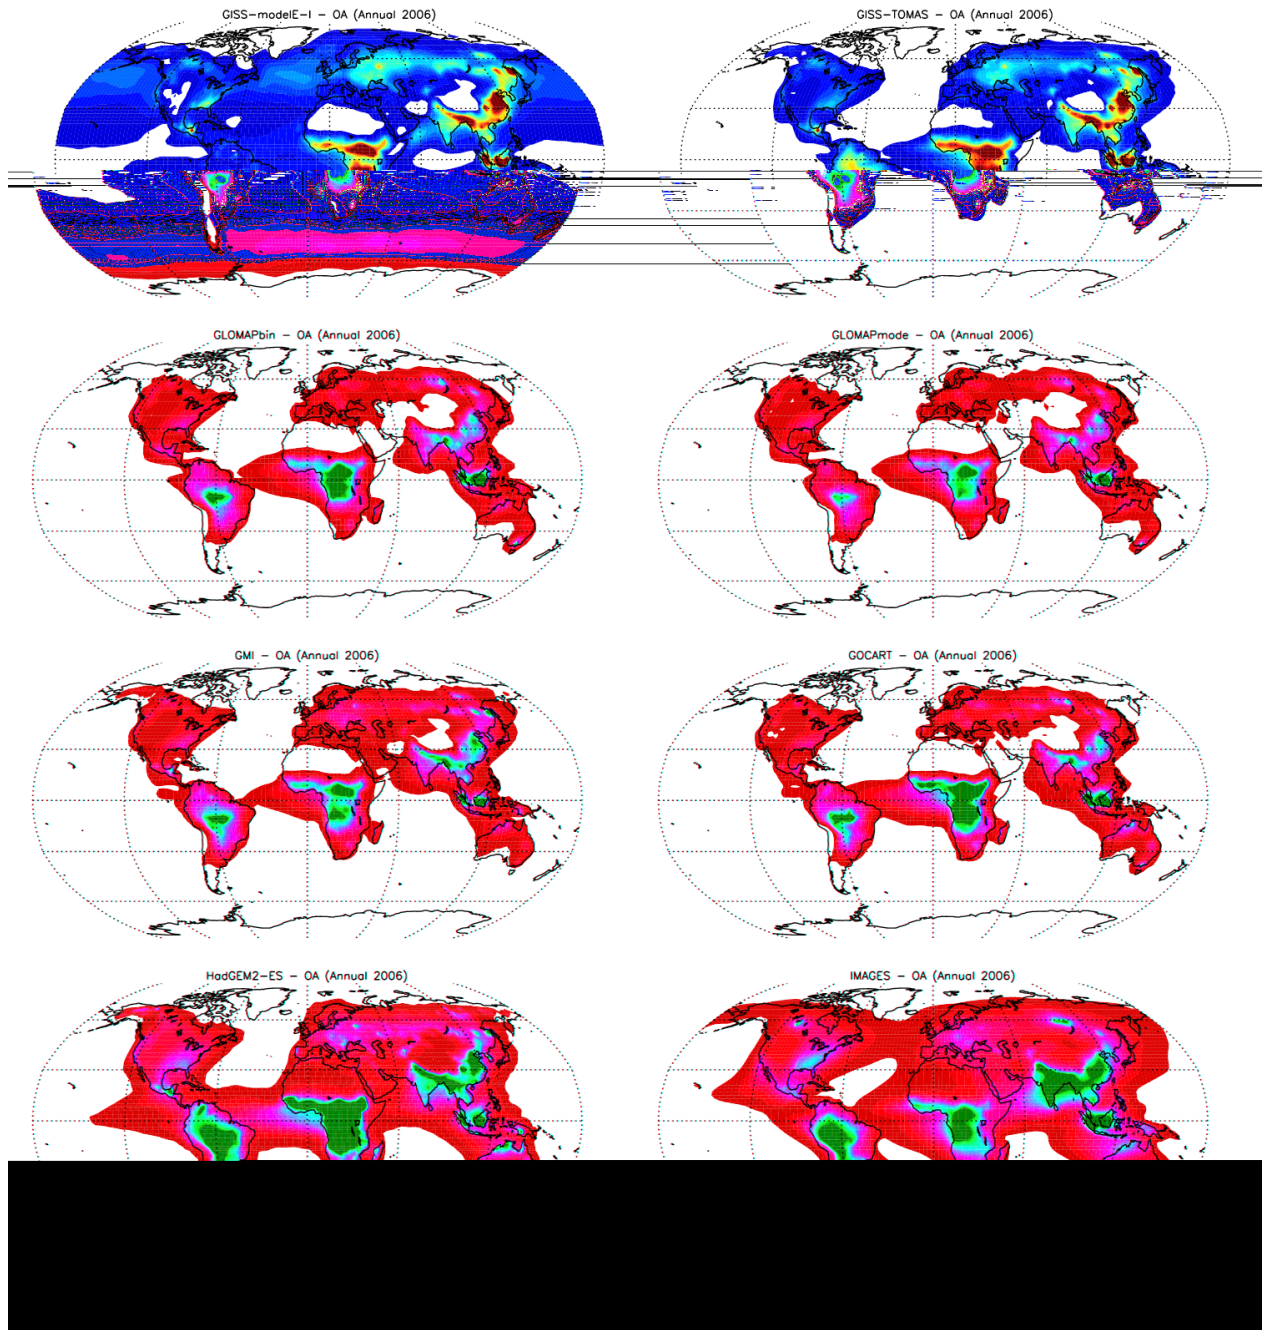 GISS-modelE-I - OA (Annual 2006)
GISS-TOMAS - OA (Annual 2006)
GLOMAPbin - OA (Annual 2006)
GLOMAPmode - OA (Annual 2006)
GMI - OA (Annual 2006)
GOCART - OA (Annual 2006)
HadGEM2-ES - OA (Annual 2006)
IMAGES - OA (Annual 2006)